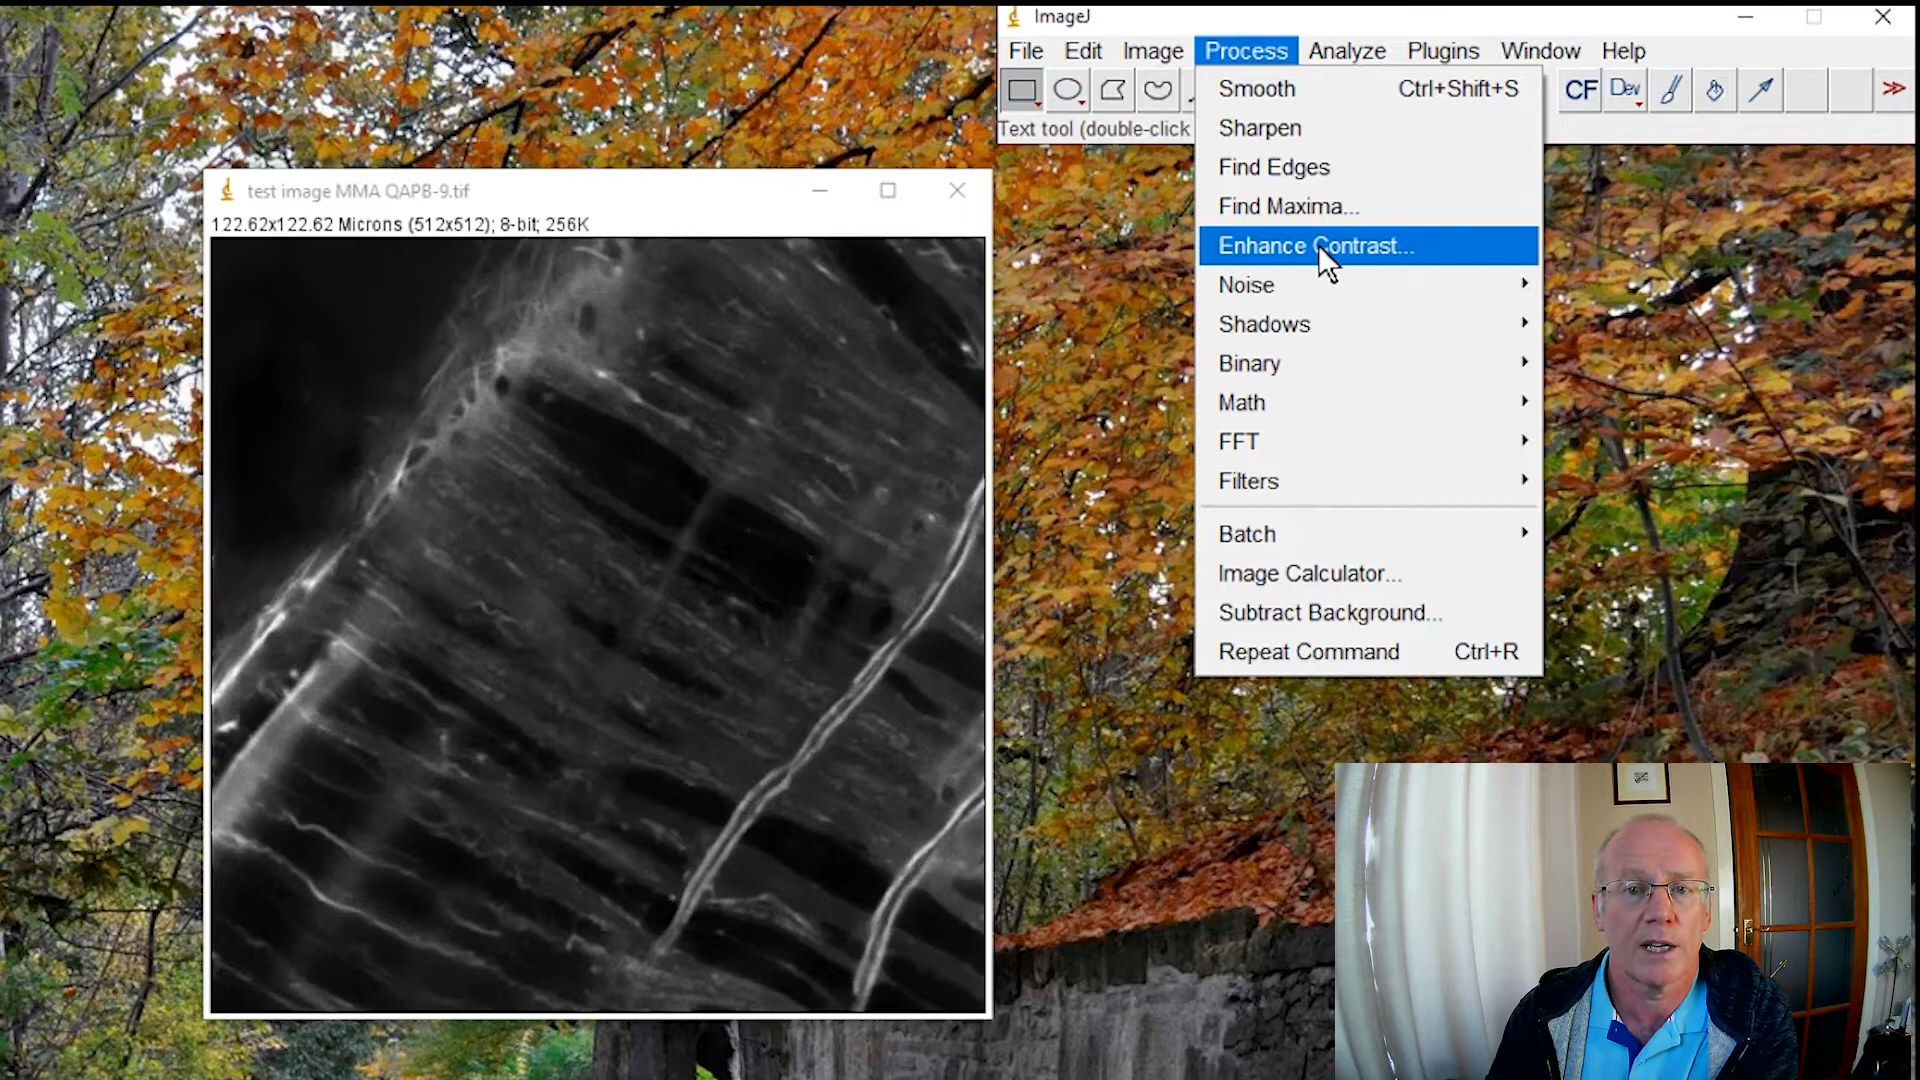 ImageJ
File Edit Image Process Analyze Plugins Window Help
CF Dev
Text tool (double-click
Smooth Ctrl+Shift+S
Sharpen
Find Edges
Find Maxima...
Enhance Contrast...
Noise
Shadows
Binary
Math
FFT
Filters
Batch
Image Calculator...
Subtract Background...
Repeat Command Ctrl+R
test image MMA QAPB-9.tif
122.62x122.62 Microns (512x512); 8-bit; 256K